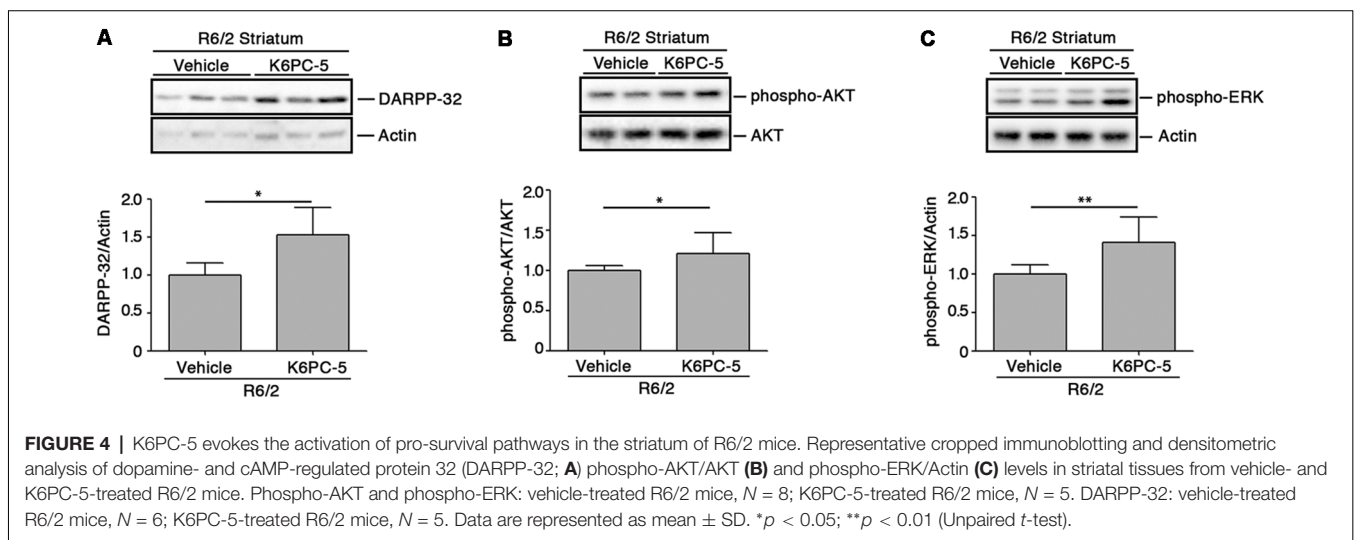 A
R6/2 Striatum
Vehicle K6PC-5
DARPP-32
Actin
DARPP-32/Actin
2.0
1.5
1.0
0.5
0
*
Vehicle K6PC-5
R6/2
B
R6/2 Striatum
Vehicle K6PC-5
phospho-AKT
AKT
phospho-AKT/AKT
2.0
1.5
1.0
0.5
0
*
Vehicle K6PC-5
R6/2
C
R6/2 Striatum
Vehicle K6PC-5
phospho-ERK
Actin
phospho-ERK/Actin
2.0
1.5
1.0
0.5
0
**
Vehicle K6PC-5
R6/2
FIGURE 4 | K6PC-5 evokes the activation of pro-survival pathways in the striatum of R6/2 mice. Representative cropped immunoblotting and densitometric
analysis of dopamine- and cAMP-regulated protein 32 (DARPP-32; A) phospho-AKT/AKT (B) and phospho-ERK/Actin (C) levels in striatal tissues from vehicle- and
K6PC-5-treated R6/2 mice. Phospho-AKT and phospho-ERK: vehicle-treated R6/2 mice, N = 8; K6PC-5-treated R6/2 mice, N = 5. DARPP-32: vehicle-treated
R6/2 mice, N = 6; K6PC-5-treated R6/2 mice, N = 5. Data are represented as mean ± SD. *p < 0.05; **p < 0.01 (Unpaired t-test).